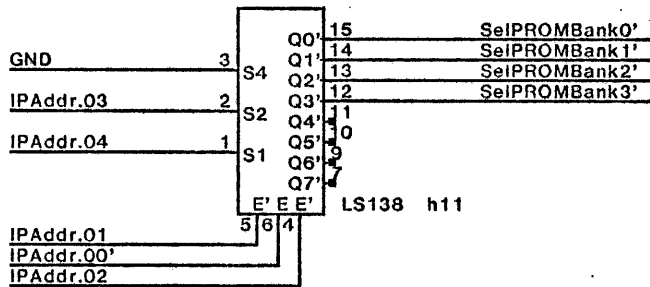 15 SelPROMBank0'
Q0'
14 SelPROMBank1'
Q1'
GND 3 S4
13 SelPROMBank2'
Q2'
12 SelPROMBank3'
Q3'
IPAddr.03 2 S2
11
Q4'
10
Q5'
IPAddr.04 1 S1
9
Q6'
7
Q7'
E' E E'
LS138 h11
5 6 4
IPAddr.01
IPAddr.00'
IPAddr.02